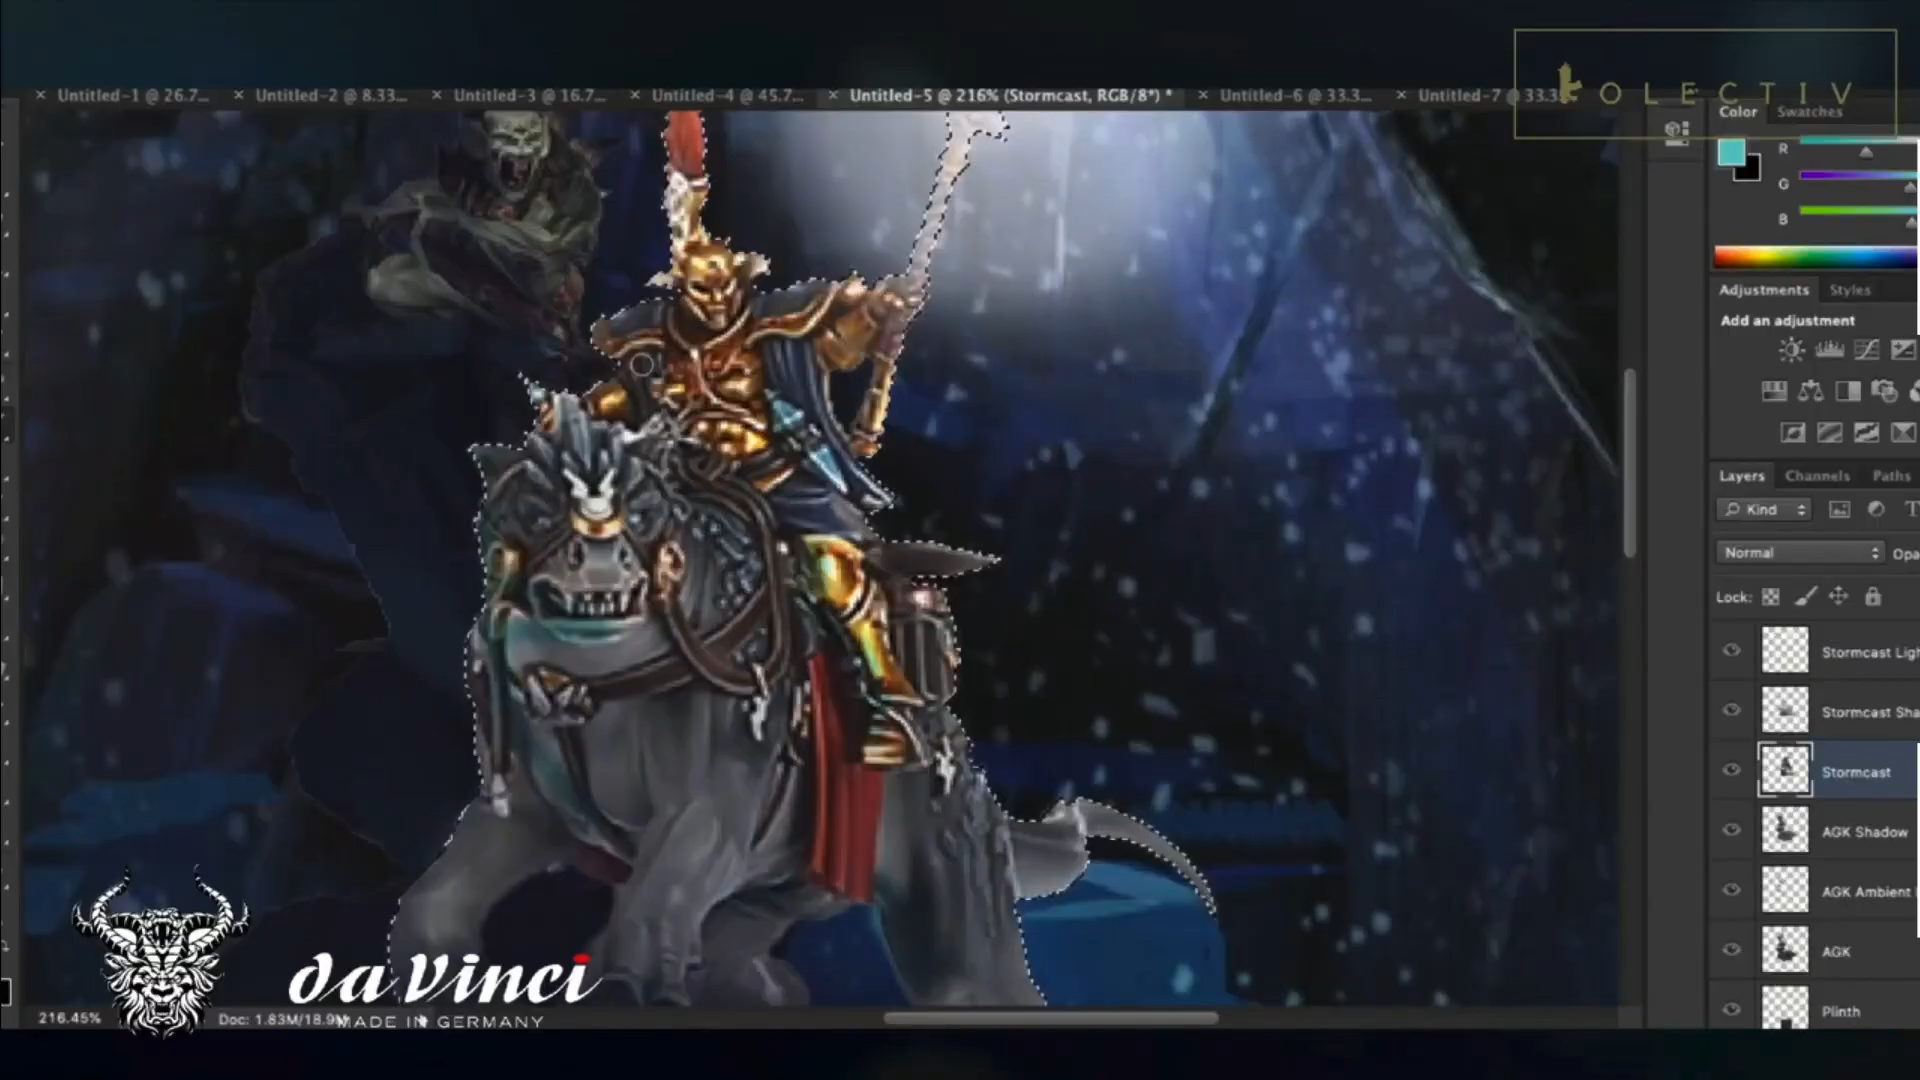 KOLECTIV
× Untitled-1 @ 26.7... × Untitled-2 @ 8.33... × Untitled-3 @ 16.7... × Untitled-4 @ 45.7... × Untitled-5 @ 216% (Stormcast, RGB/8*) * × Untitled-6 @ 33.3... × Untitled-7 @ 33.3
Color Swatches
R
G
B
Adjustments Styles
Add an adjustment
Layers Channels Paths
Kind
Normal Opa
Lock:
Stormcast Ligh
Stormcast Sha
Stormcast
AGK Shadow
AGK Ambient
AGK
Plinth
da Vinci
MADE IN GERMANY
216.45% Doc: 1.83M/18.9